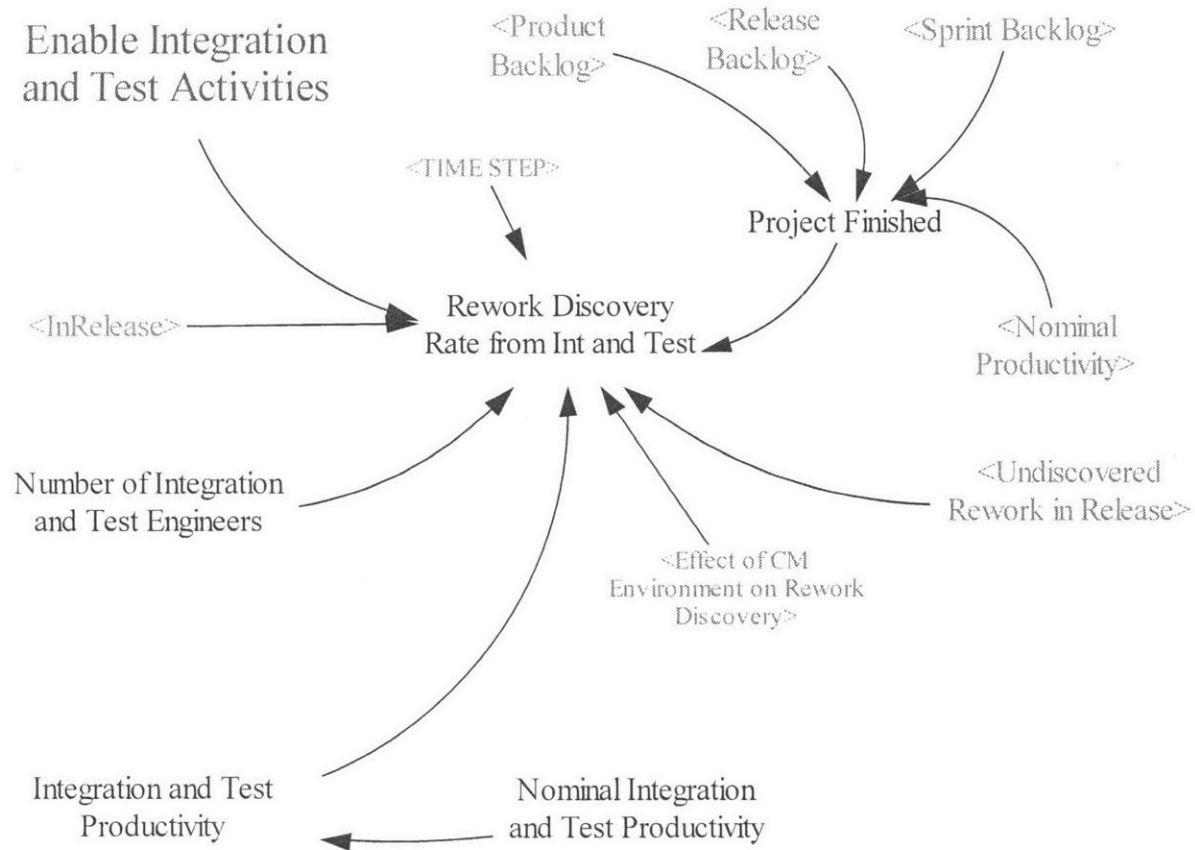 Enable Integration
and Test Activities
<Product
Backlog>
<Release
Backlog>
<Sprint Backlog>
<TIME STEP>
Project Finished
<InRelease>
Rework Discovery
Rate from Int and Test
<Nominal
Productivity>
Number of Integration
and Test Engineers
<Undiscovered
Rework in Release>
<Effect of CM
Environment on Rework
Discovery>
Integration and Test
Productivity
Nominal Integration
and Test Productivity